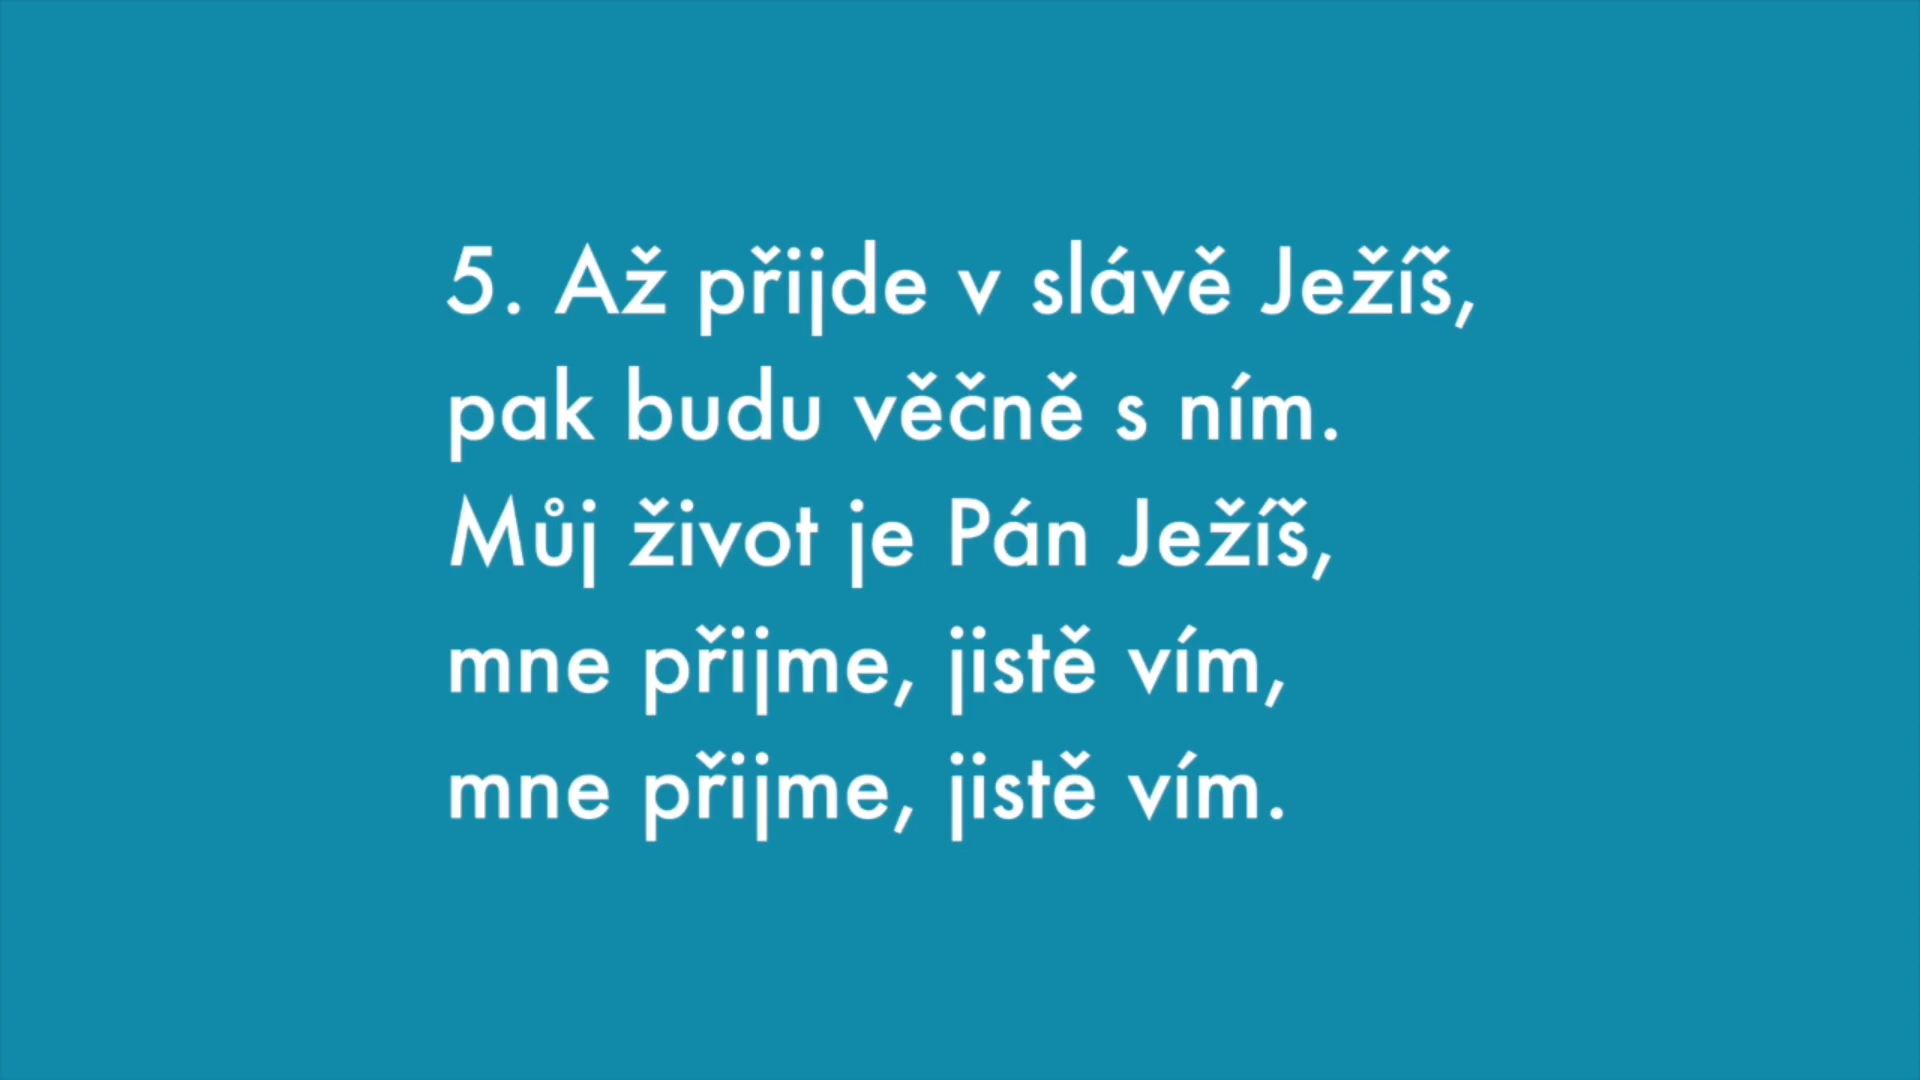 5. Až přijde v slávě Ježíš,
pak budu věčně s ním.
Můj život je Pán Ježíš,
mne přijme, jistě vím,
mne přijme, jistě vím.